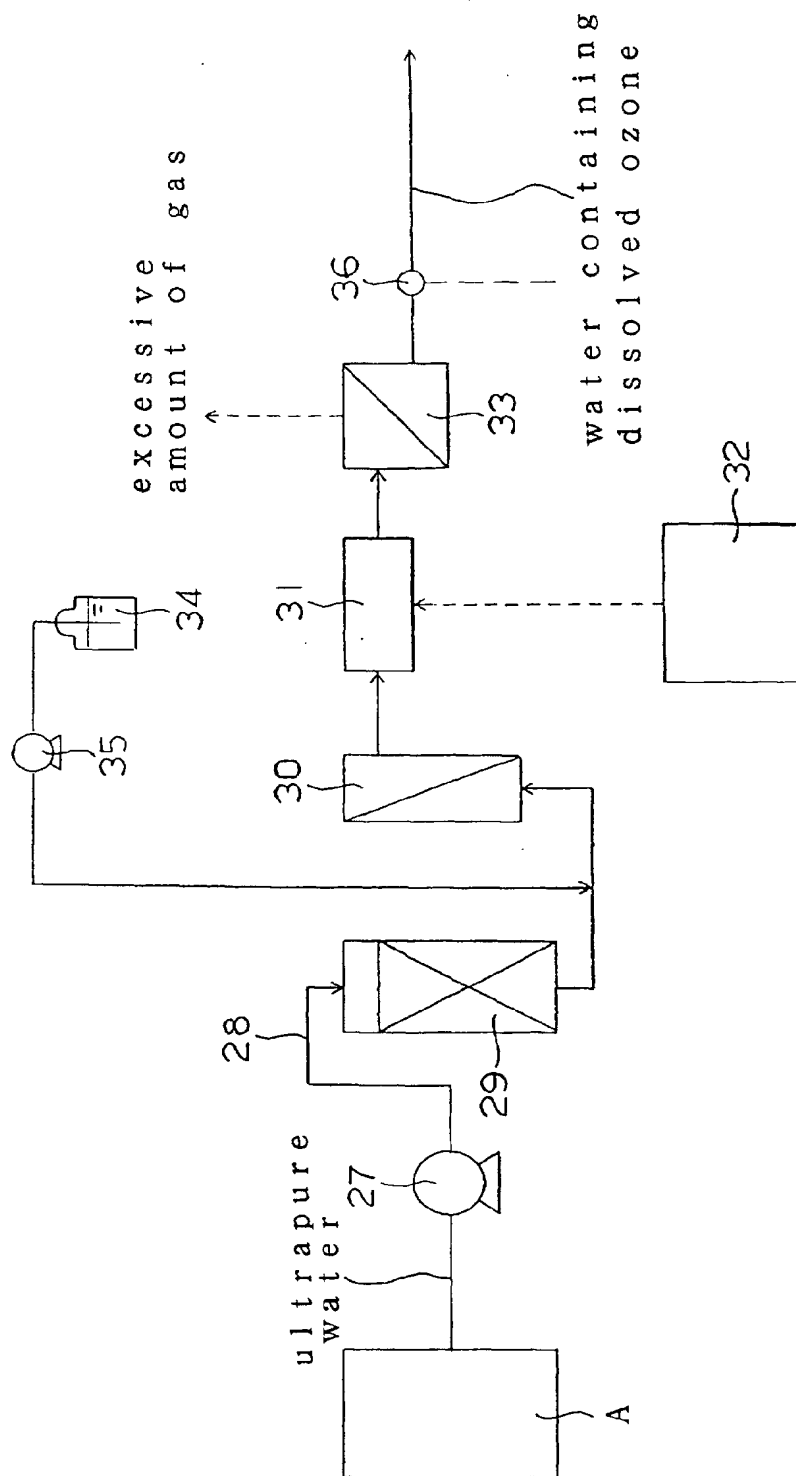 excessive
amount of gas
34
35
36
31
33
30
28
ultrapure
water
27
29
32
water containing
dissolved ozone
A